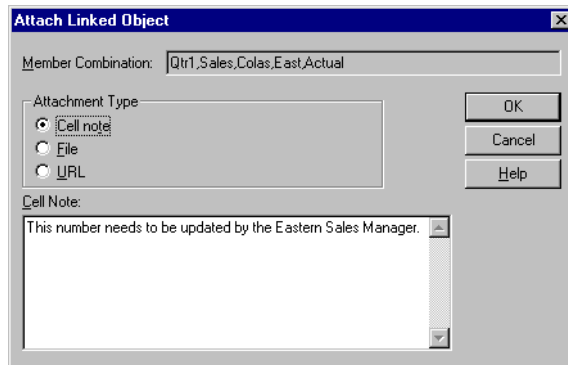 Attach Linked Object
Member Combination: Qtr1,Sales,Colas,East,Actual
Attachment Type
Cell note
File
URL
OK
Cancel
Help
Cell Note:
This number needs to be updated by the Eastern Sales Manager.